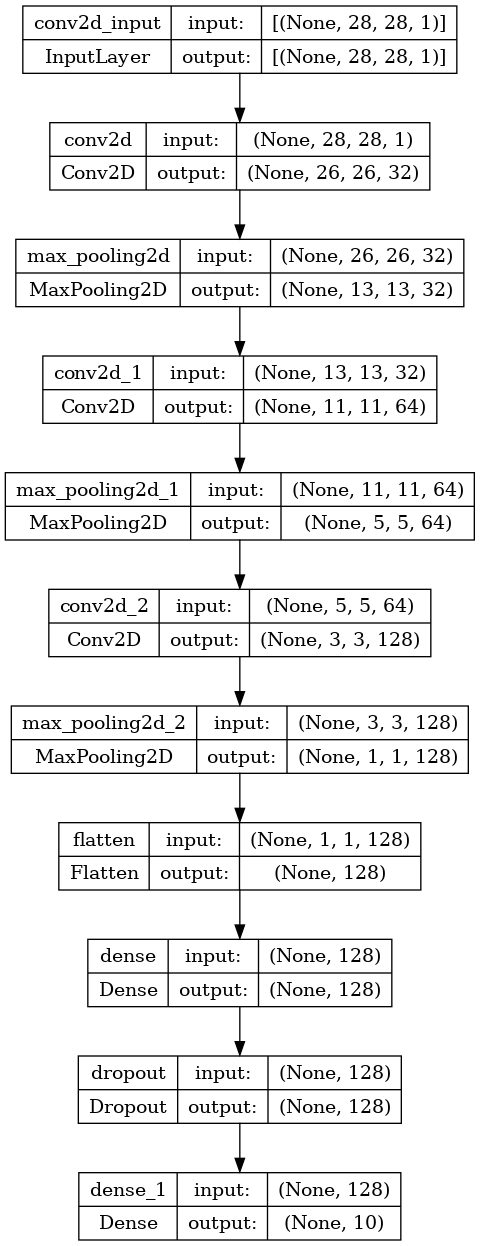 conv2d_input input: [(None, 28, 28, 1)]
InputLayer output: [(None, 28, 28, 1)]
conv2d input: (None, 28, 28, 1)
Conv2D output: (None, 26, 26, 32)
max_pooling2d input: (None, 26, 26, 32)
MaxPooling2D output: (None, 13, 13, 32)
conv2d_1 input: (None, 13, 13, 32)
Conv2D output: (None, 11, 11, 64)
max_pooling2d_1 input: (None, 11, 11, 64)
MaxPooling2D output: (None, 5, 5, 64)
conv2d_2 input: (None, 5, 5, 64)
Conv2D output: (None, 3, 3, 128)
max_pooling2d_2 input: (None, 3, 3, 128)
MaxPooling2D output: (None, 1, 1, 128)
flatten input: (None, 1, 1, 128)
Flatten output: (None, 128)
dense input: (None, 128)
Dense output: (None, 128)
dropout input: (None, 128)
Dropout output: (None, 128)
dense_1 input: (None, 128)
Dense output: (None, 10)